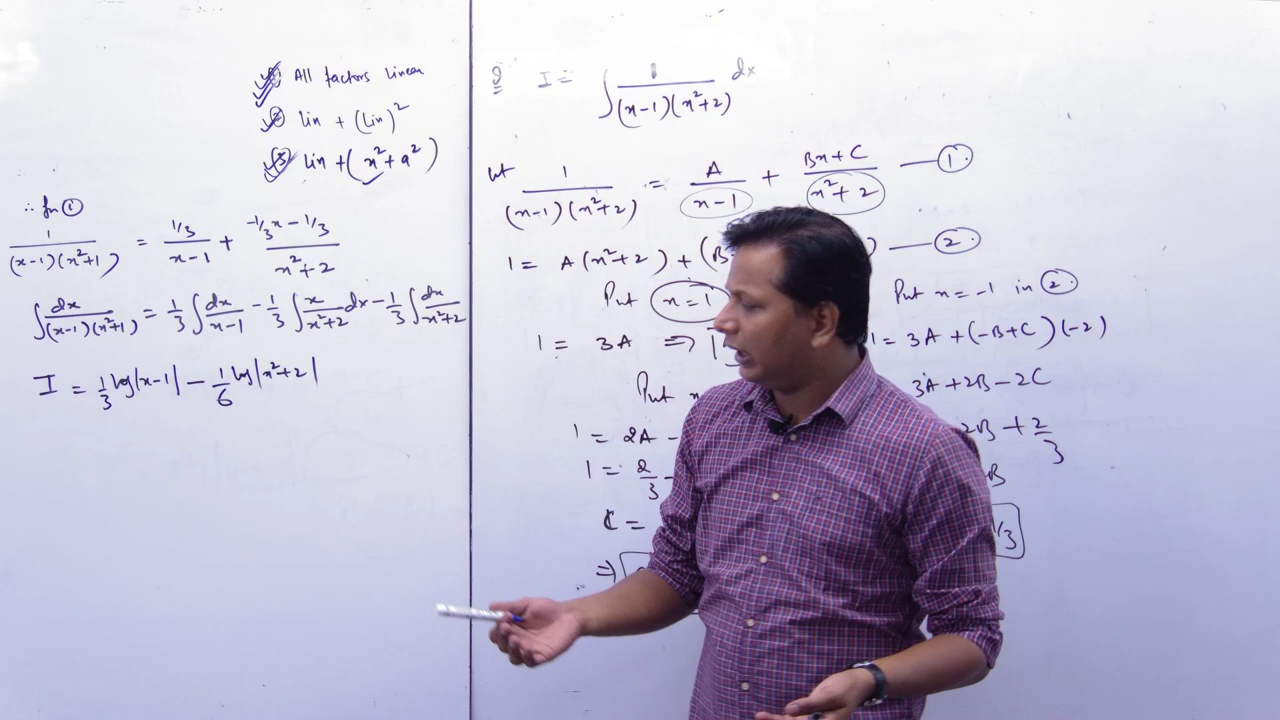 ① All factors linear
② Lin + (Lin)²
③ Lin + (x² + a²)
∴ fn ①
1/((x-1)(x²+1)) = (1/3)/(x-1) + (-1/3x - 1/3)/(x²+2)
∫ dx/((x-1)(x²+1)) = 1/3 ∫ dx/(x-1) - 1/3 ∫ x/(x²+2) dx - 1/3 ∫ dx/(x²+2)
I = 1/3 log|x-1| - 1/6 log|x²+2|
Q I = ∫ 1/((x-1)(x²+2)) dx
let 1/((x-1)(x²+2)) = A/(x-1) + (Bx+C)/(x²+2) — ①
1 = A(x²+2) + (B ) — ②
Put x=1
1 = 3A ⇒
Put x
1 = 2A -
1 = 2/3 -
C =
⇒
Put x = -1 in ②
1 = 3A + (-B+C)(-2)
3A + 2B - 2C
2B + 2/3
B
1/3